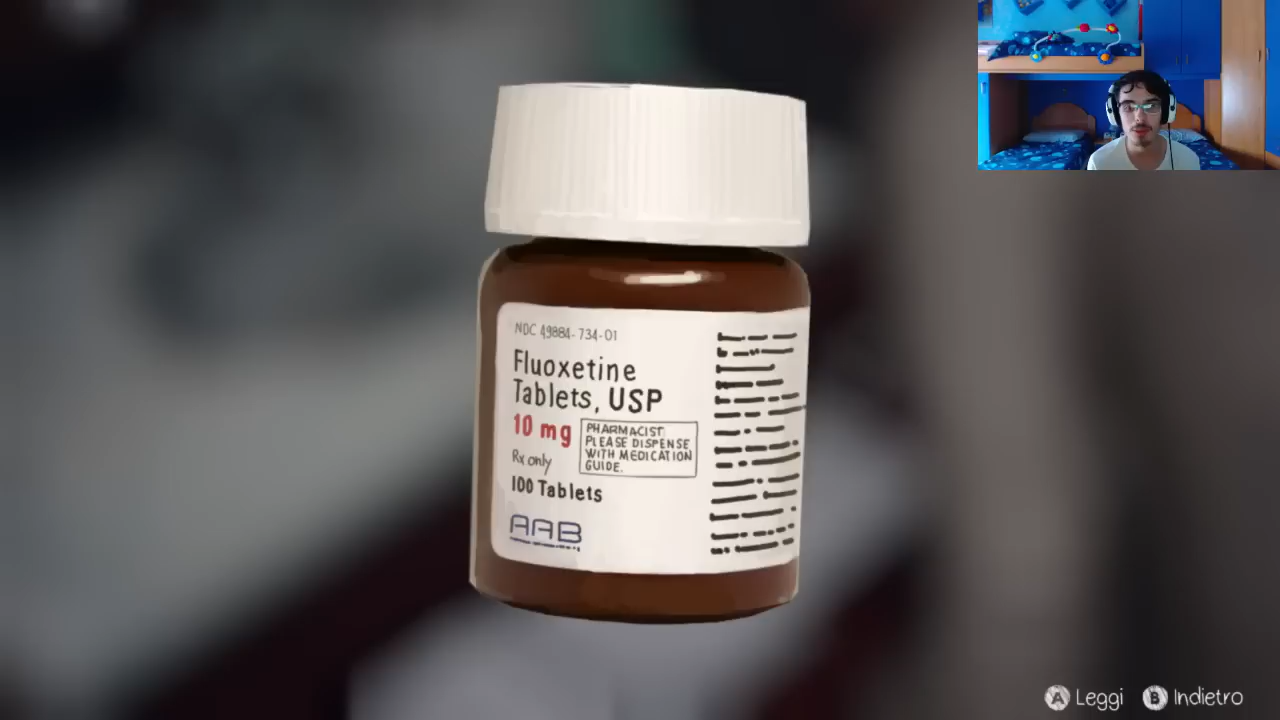 NDC 49884-734-01
Fluoxetine
Tablets, USP
10 mg
PHARMACIST:
PLEASE DISPENSE
WITH MEDICATION
GUIDE.
Rx only
100 Tablets
AAB
A Leggi
B Indietro